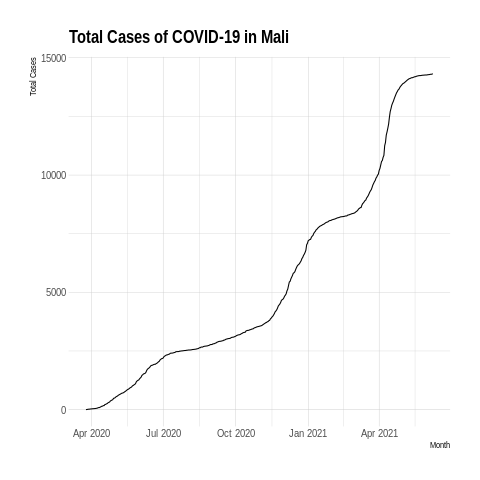 Total Cases of COVID-19 in Mali
Total Cases
15000
10000
5000
0
Apr 2020 Jul 2020 Oct 2020 Jan 2021 Apr 2021
Month